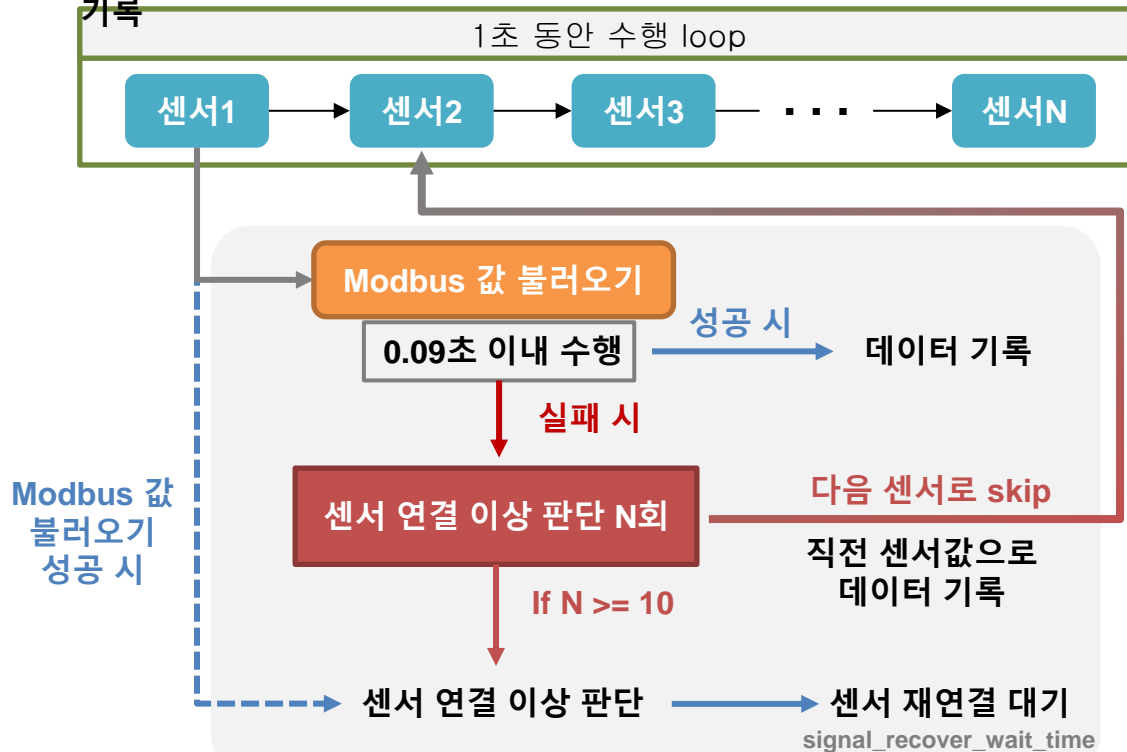 기록
1초 동안 수행 loop
센서1
센서2
센서3
· · ·
센서N
Modbus 값 불러오기
0.09초 이내 수행
성공 시
데이터 기록
실패 시
Modbus 값
불러오기
성공 시
센서 연결 이상 판단 N회
다음 센서로 skip
직전 센서값으로
데이터 기록
If N >= 10
센서 연결 이상 판단
센서 재연결 대기
signal_recover_wait_time